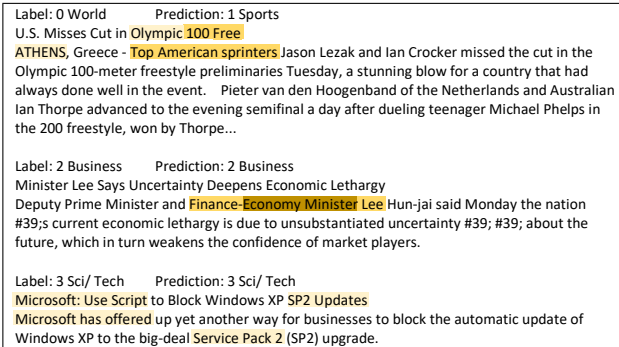 Label: 0 World Prediction: 1 Sports
U.S. Misses Cut in Olympic 100 Free
ATHENS, Greece - Top American sprinters Jason Lezak and Ian Crocker missed the cut in the
Olympic 100-meter freestyle preliminaries Tuesday, a stunning blow for a country that had
always done well in the event. Pieter van den Hoogenband of the Netherlands and Australian
Ian Thorpe advanced to the evening semifinal a day after dueling teenager Michael Phelps in
the 200 freestyle, won by Thorpe...
Label: 2 Business Prediction: 2 Business
Minister Lee Says Uncertainty Deepens Economic Lethargy
Deputy Prime Minister and Finance-Economy Minister Lee Hun-jai said Monday the nation
#39;s current economic lethargy is due to unsubstantiated uncertainty #39; #39; about the
future, which in turn weakens the confidence of market players.
Label: 3 Sci/ Tech Prediction: 3 Sci/ Tech
Microsoft: Use Script to Block Windows XP SP2 Updates
Microsoft has offered up yet another way for businesses to block the automatic update of
Windows XP to the big-deal Service Pack 2 (SP2) upgrade.